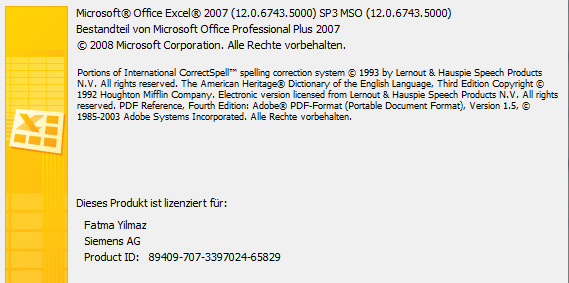 Microsoft® Office Excel® 2007 (12.0.6743.5000) SP3 MSO (12.0.6743.5000)
Bestandteil von Microsoft Office Professional Plus 2007
© 2008 Microsoft Corporation. Alle Rechte vorbehalten.
Portions of International CorrectSpell™ spelling correction system © 1993 by Lernout & Hauspie Speech Products
N.V. All rights reserved. The American Heritage® Dictionary of the English Language, Third Edition Copyright ©
1992 Houghton Mifflin Company. Electronic version licensed from Lernout & Hauspie Speech Products N.V. All rights
reserved. PDF Reference, Fourth Edition: Adobe® PDF-Format (Portable Document Format), Version 1.5, ©
1985-2003 Adobe Systems Incorporated. Alle Rechte vorbehalten.
Dieses Produkt ist lizenziert für:
Fatma Yilmaz
Siemens AG
Product ID: 89409-707-3397024-65829